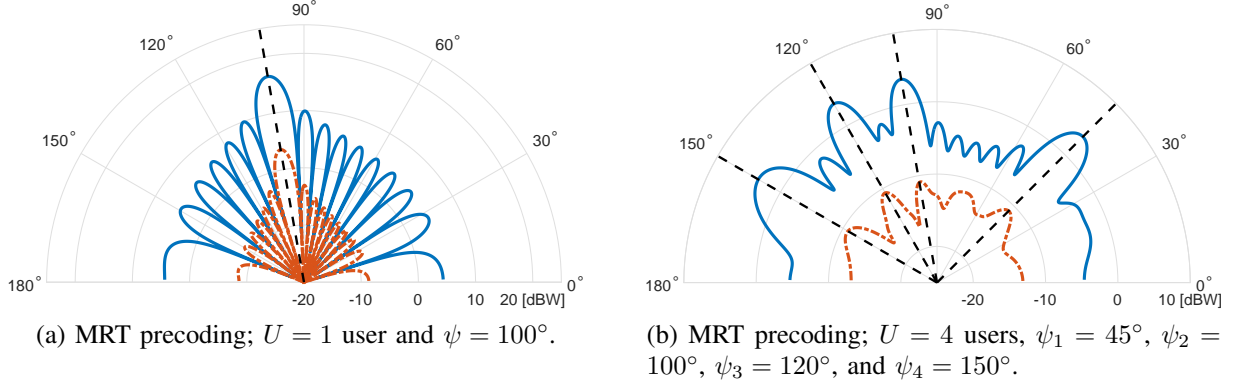 90°
120°
60°
150°
30°
180°
0°
-20 -10 0 10 20 [dBW]
(a) MRT precoding; U = 1 user and ψ = 100°.
90°
120°
60°
150°
30°
180°
0°
-20 -10 0 10 [dBW]
(b) MRT precoding; U = 4 users, ψ1 = 45°, ψ2 =
100°, ψ3 = 120°, and ψ4 = 150°.